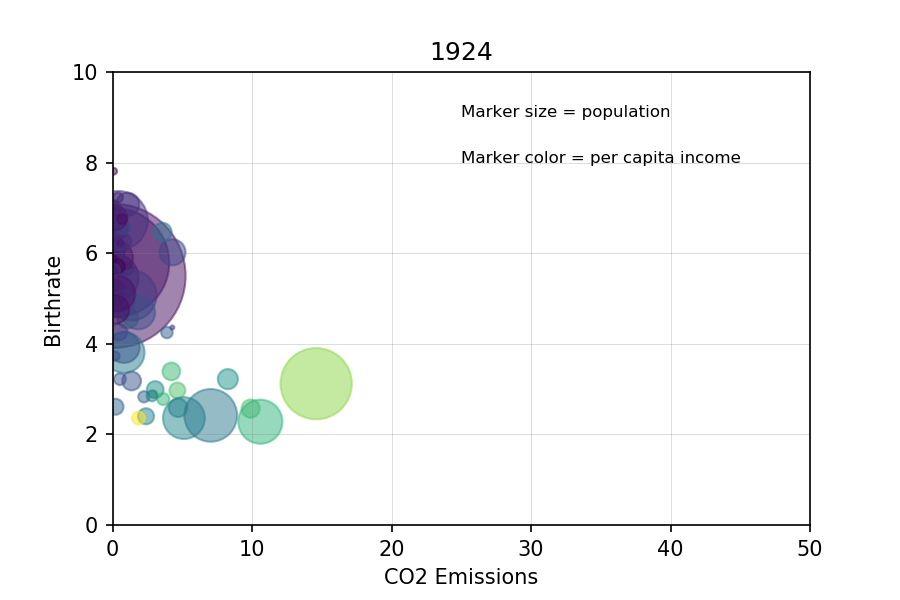 1924
10
Marker size = population
8
Marker color = per capita income
6
Birthrate
4
2
0
0 10 20 30 40 50
CO2 Emissions